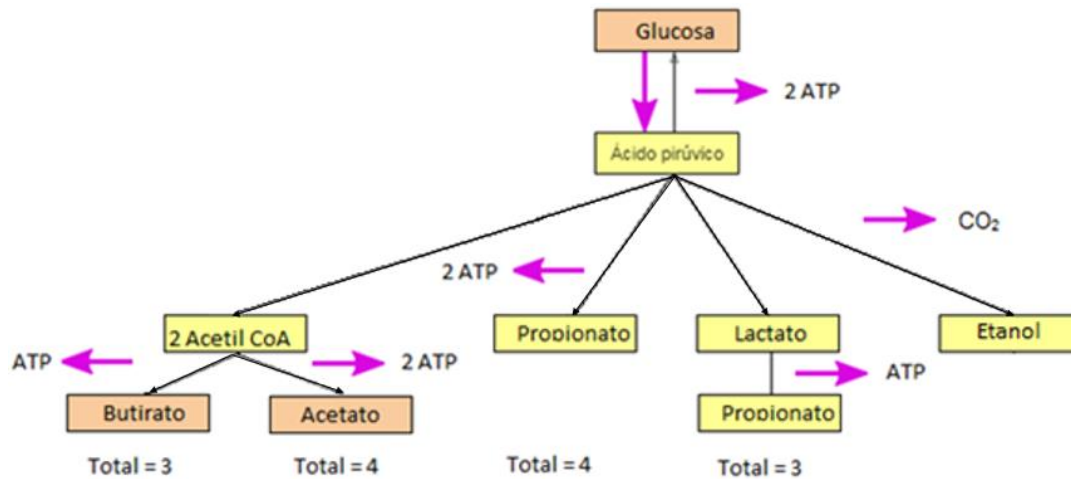 Glucosa
2 ATP
Ácido pirúvico
CO₂
2 ATP
2 Acetil CoA
Propionato
Lactato
Etanol
ATP
2 ATP
ATP
Butirato
Acetato
Propionato
Total = 3
Total = 4
Total = 4
Total = 3